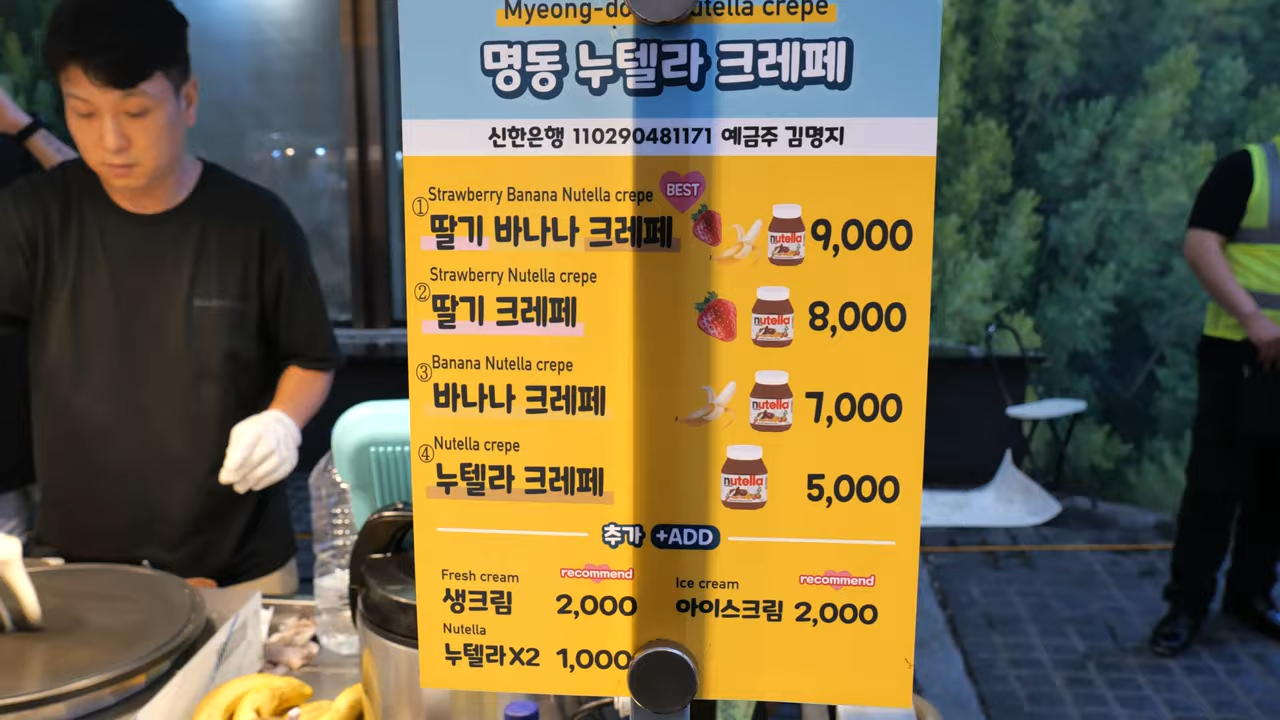 Myeong-do utella crepe
명동 누텔라 크레페
신한은행 110290481171 예금주 김명지
Strawberry Banana Nutella crepe BEST
① 딸기 바나나 크레페 nutella 9,000
Strawberry Nutella crepe
② 딸기 크레페 nutella 8,000
Banana Nutella crepe
③ 바나나 크레페 nutella 7,000
Nutella crepe
④ 누텔라 크레페 nutella 5,000
추가 +ADD
Fresh cream recommend
생크림 2,000
Ice cream recommend
아이스크림 2,000
Nutella
누텔라X2 1,000